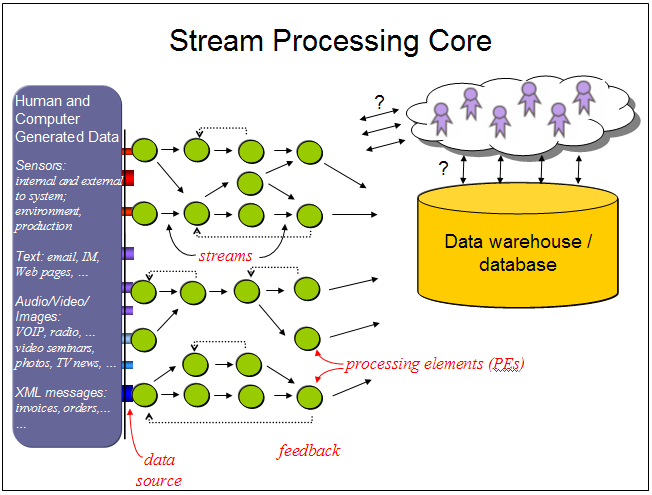 Stream Processing Core
Human and
Computer
Generated Data
Sensors:
internal and external
to system;
environment,
production
Text: email, IM,
Web pages, …
Audio/Video/
Images:
VOIP, radio, …
video seminars,
photos, TV news, …
XML messages:
invoices, orders,…
…
streams
processing elements (PEs)
feedback
data
source
?
?
Data warehouse /
database